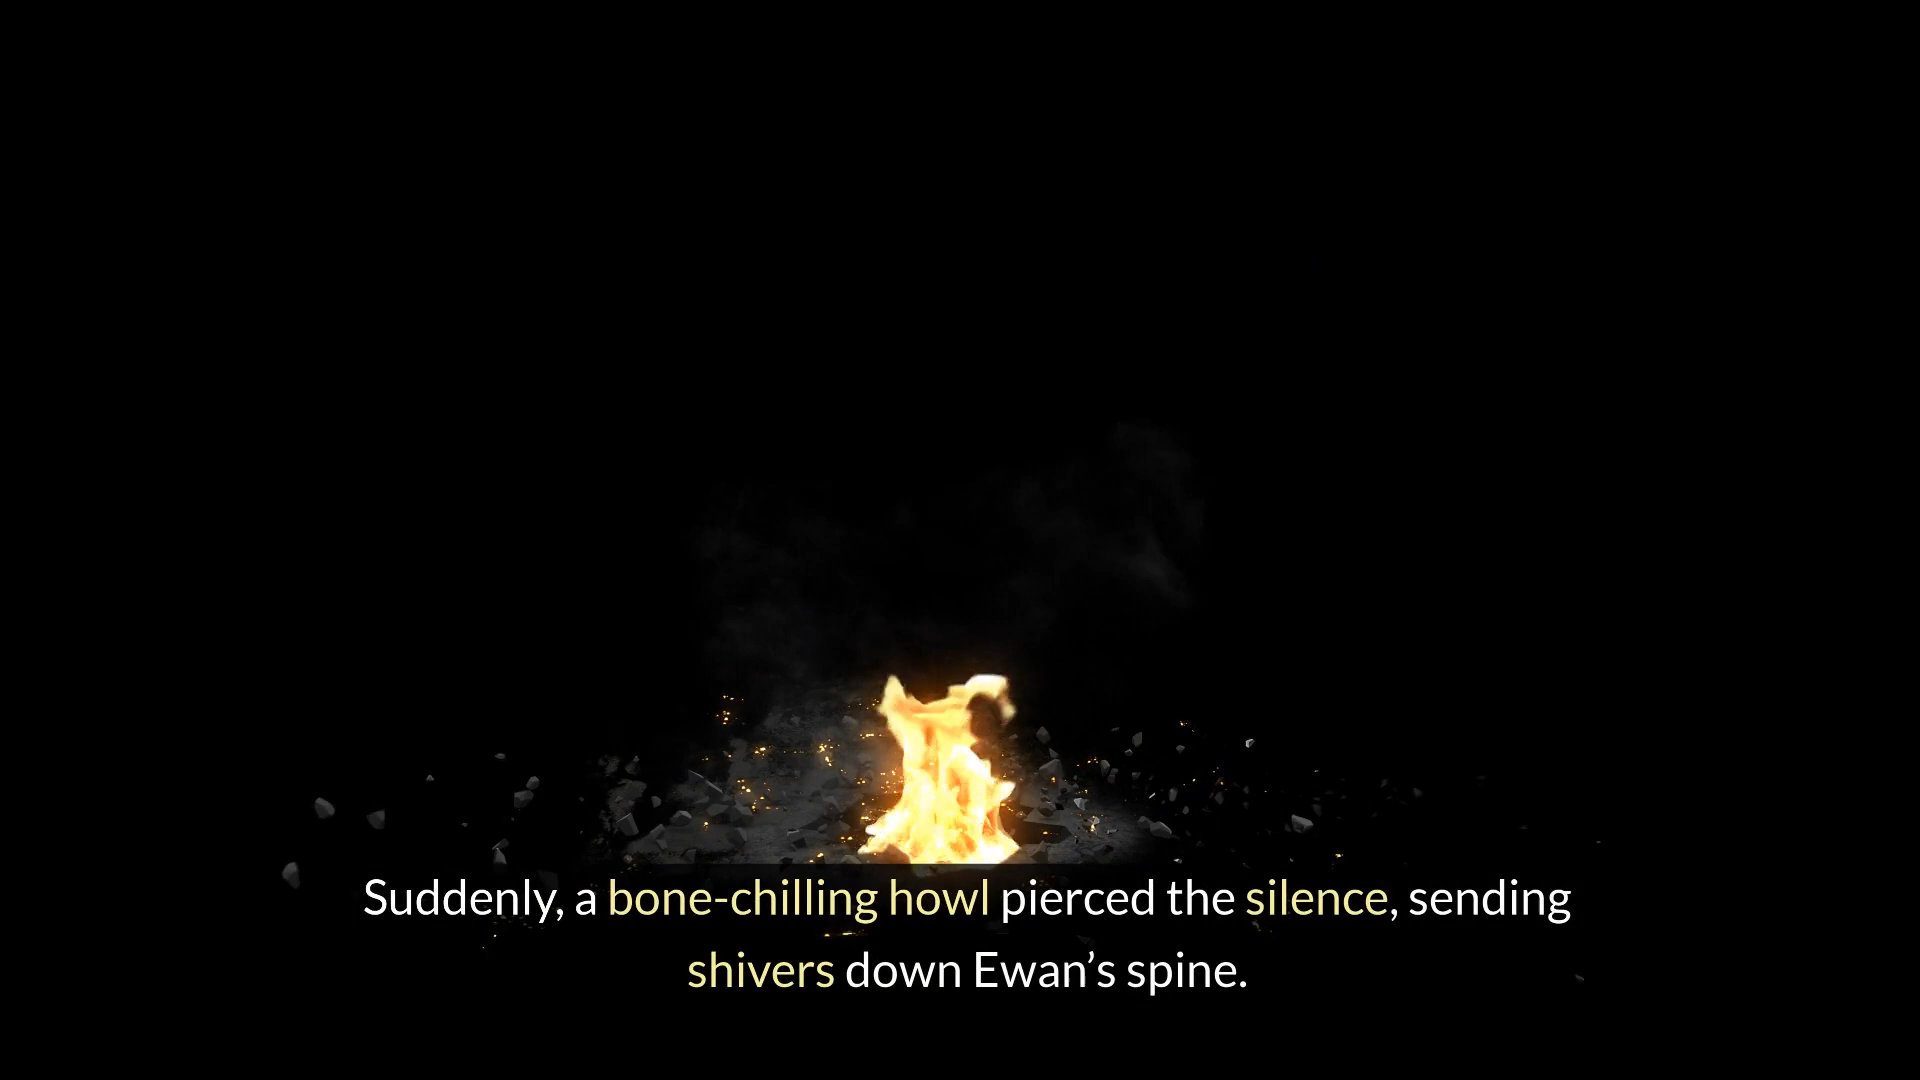 Suddenly, a bone-chilling howl pierced the silence, sending
shivers down Ewan’s spine.